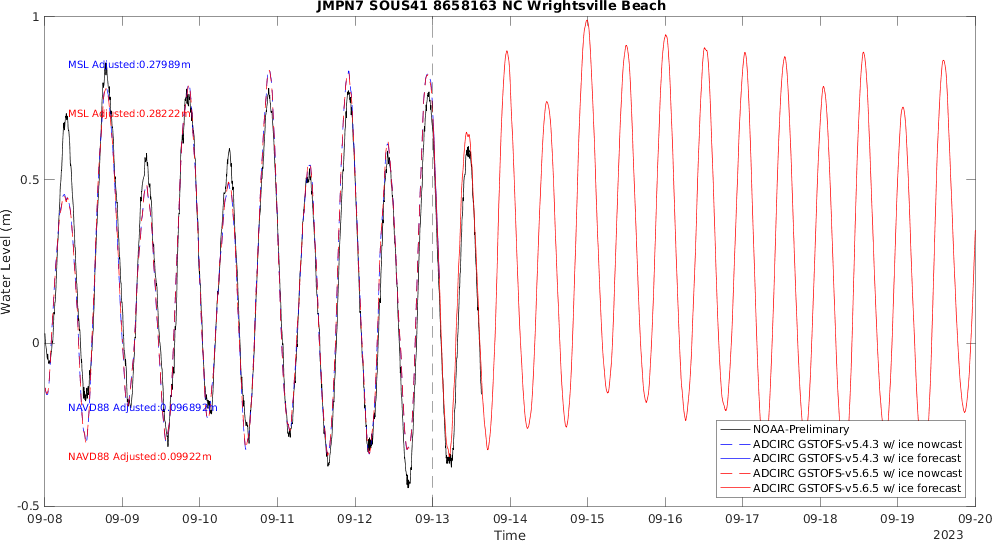 JMPN7 SOUS41 8658163 NC Wrightsville Beach
1
0.5
0
-0.5
Water Level (m)
MSL Adjusted:0.27989m
MSL Adjusted:0.28222m
NAVD88 Adjusted:0.096892m
NAVD88 Adjusted:0.09922m
NOAA-Preliminary
ADCIRC GSTOFS-v5.4.3 w/ ice nowcast
ADCIRC GSTOFS-v5.4.3 w/ ice forecast
ADCIRC GSTOFS-v5.6.5 w/ ice nowcast
ADCIRC GSTOFS-v5.6.5 w/ ice forecast
09-08 09-09 09-10 09-11 09-12 09-13 09-14 09-15 09-16 09-17 09-18 09-19 09-20
Time
2023